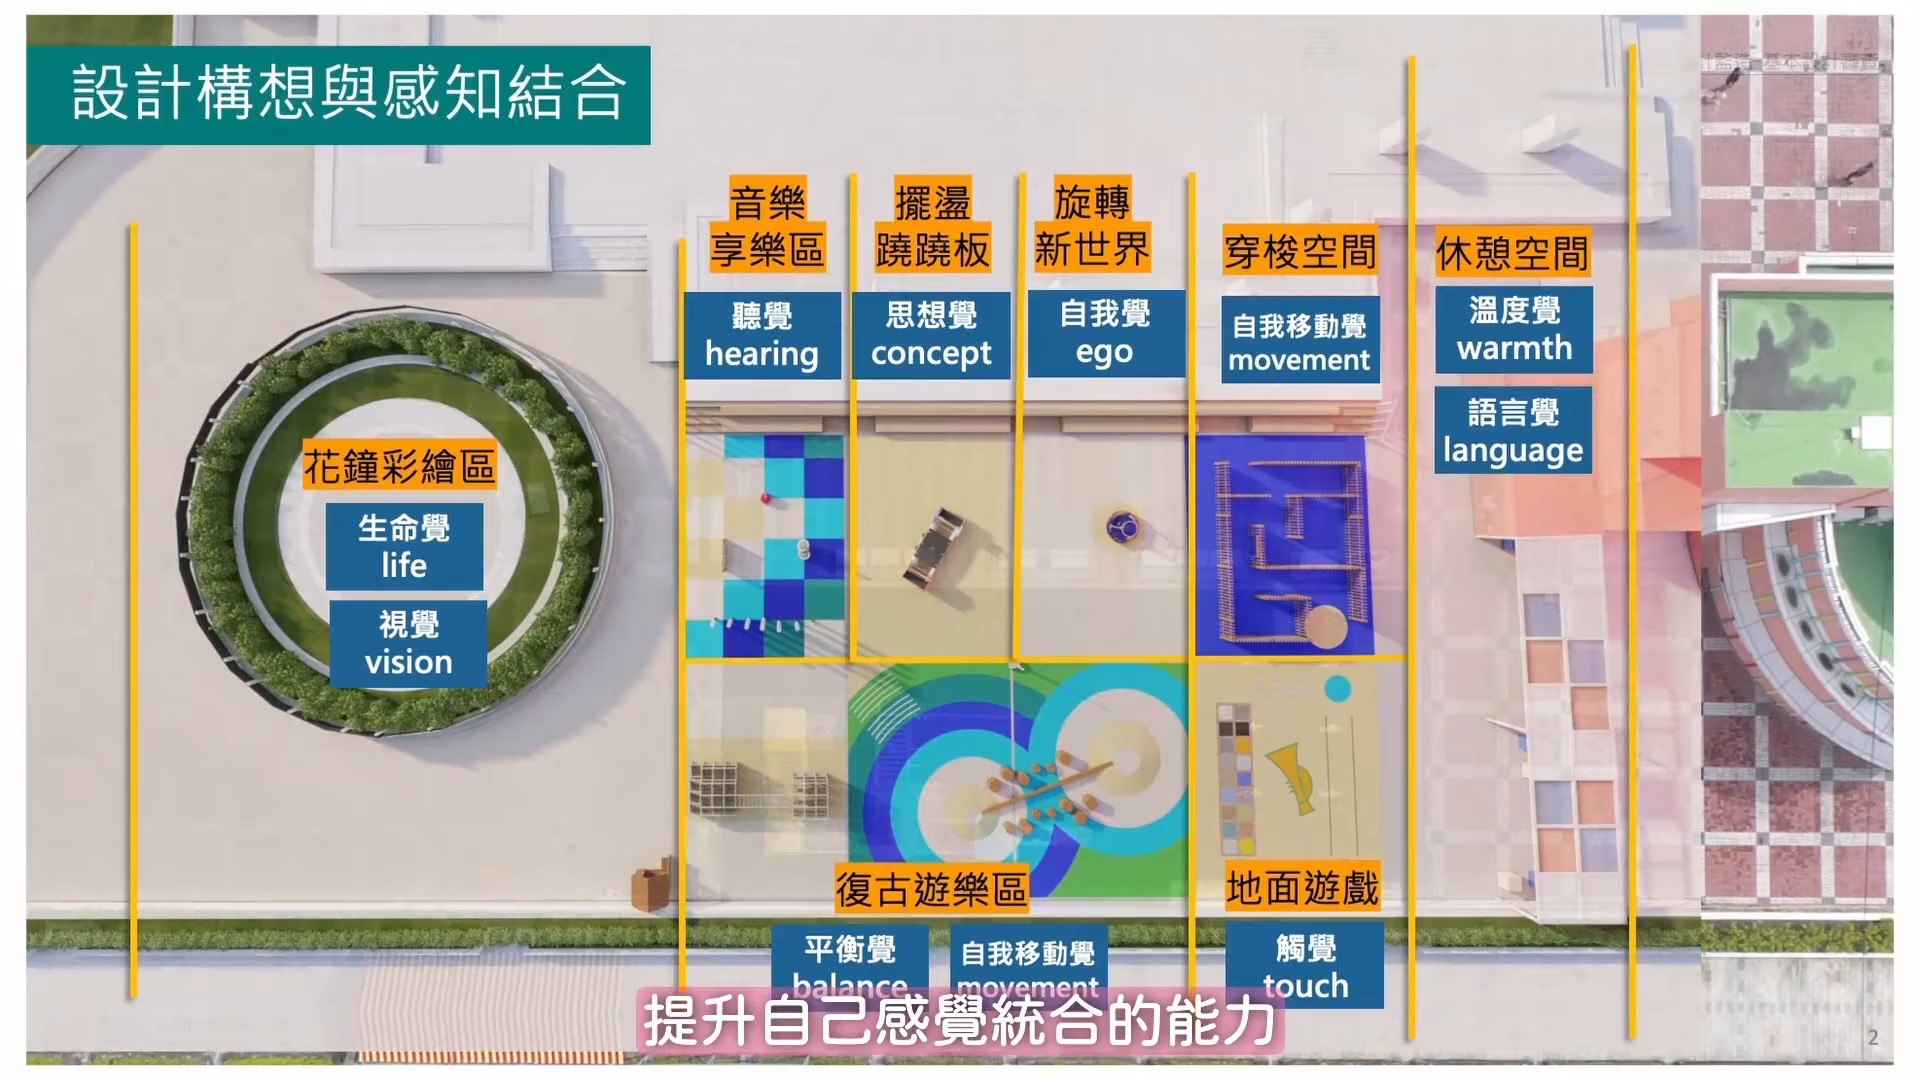 設計構想與感知結合
音樂
享樂區
聽覺
hearing
擺盪
蹺蹺板
思想覺
concept
旋轉
新世界
自我覺
ego
穿梭空間
自我移動覺
movement
休憩空間
溫度覺
warmth
語言覺
language
花鐘彩繪區
生命覺
life
視覺
vision
復古遊樂區
平衡覺
balance
自我移動覺
movement
地面遊戲
觸覺
touch
提升自己感覺統合的能力
2